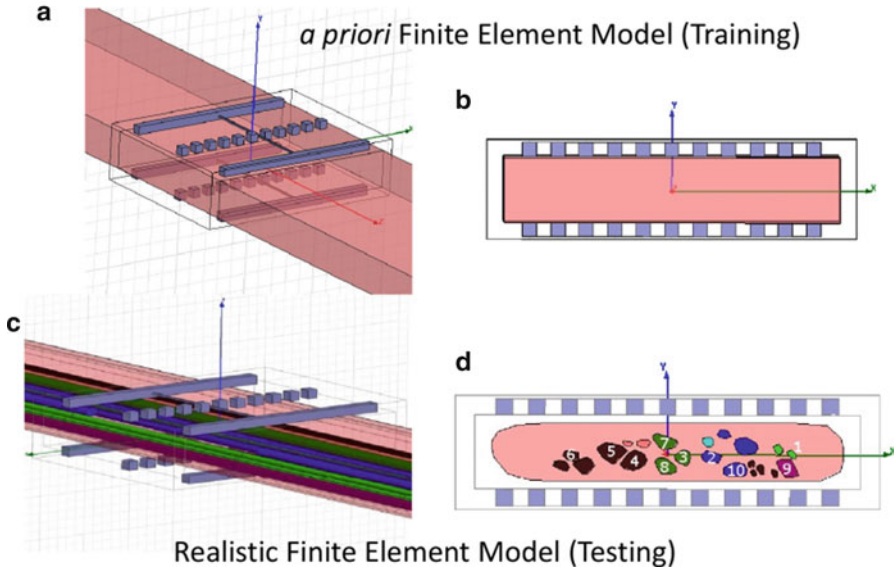 a
a priori Finite Element Model (Training)
b
Y
X
c
d
Y
7
1
6
5
4
3
2
8
10
9
Realistic Finite Element Model (Testing)